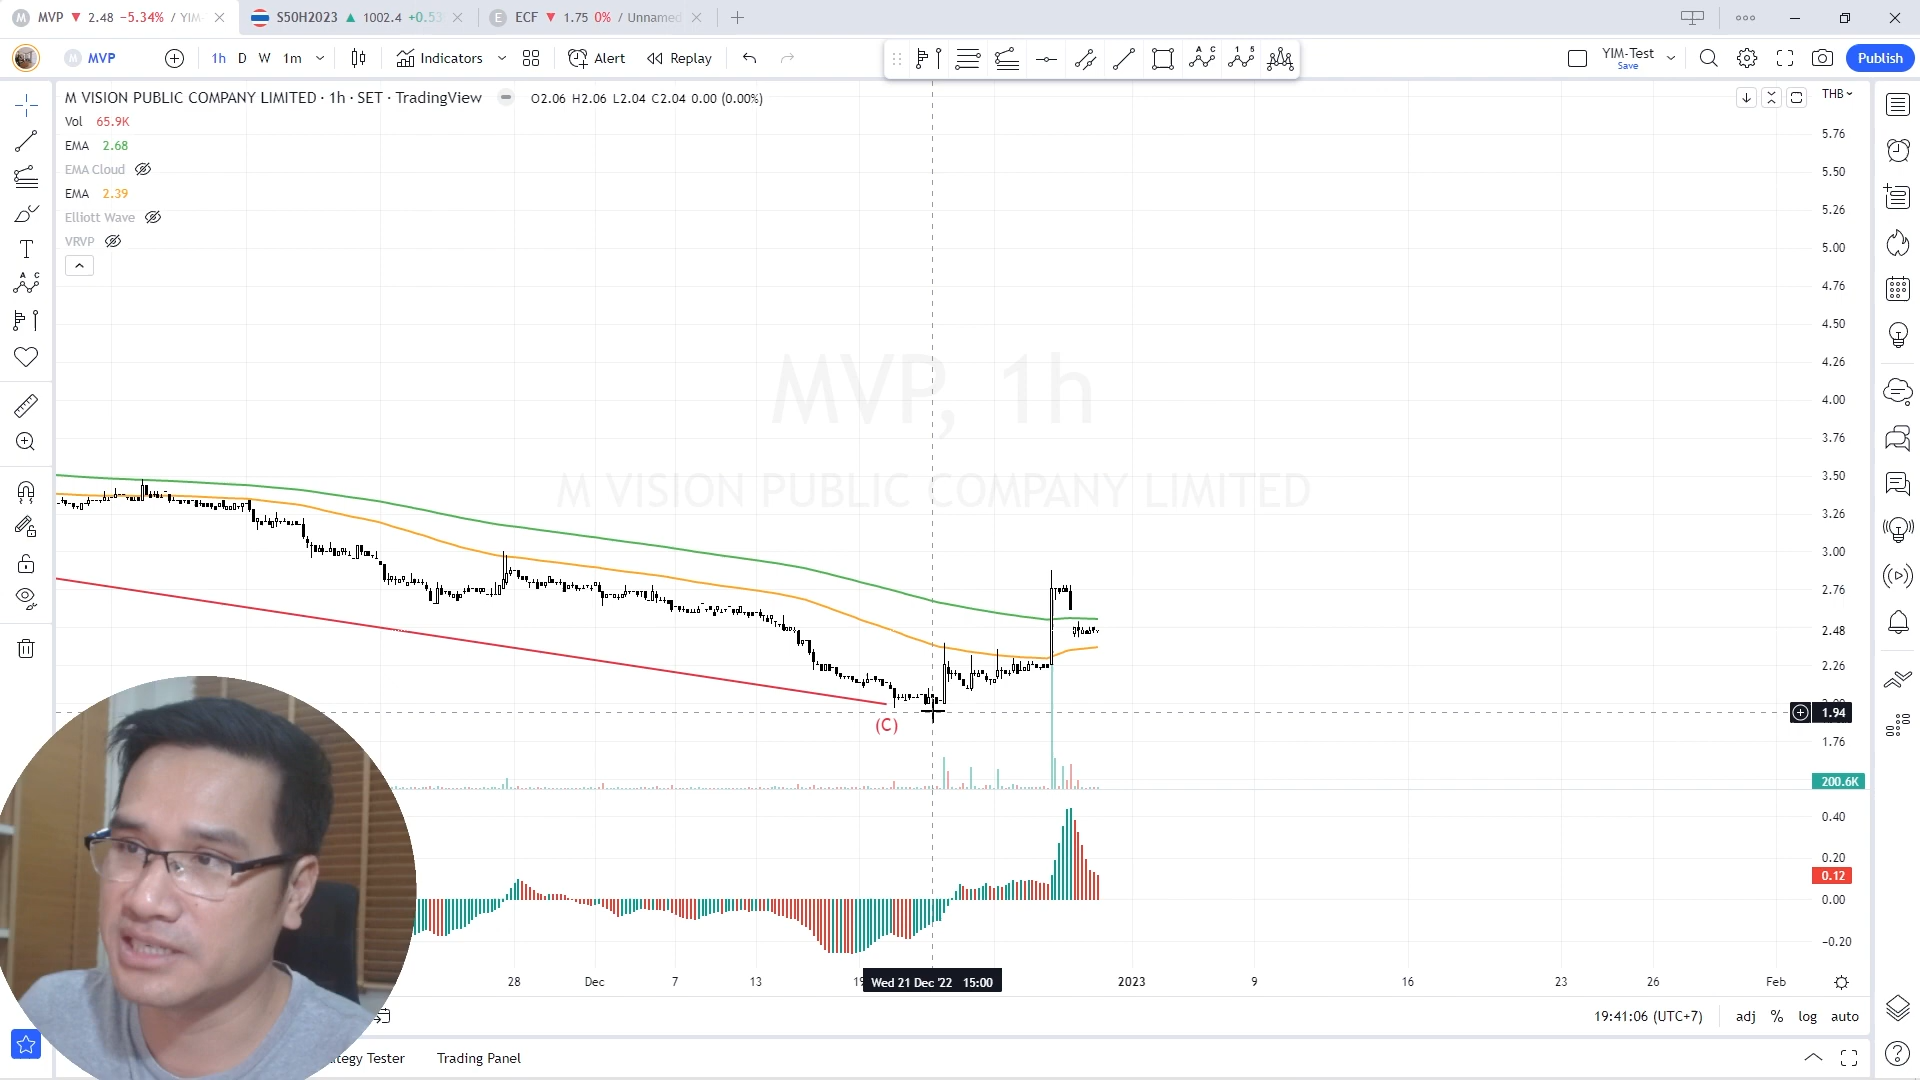 MVP ▼ 2.48 −5.34% / YIM-
S50H2023 ▲ 1002.4 +0.53
E ECF ▼ 1.75 0% / Unnamed
M MVP
1h D W 1m
Indicators
Alert
Replay
YIM-Test
Save
Publish
M VISION PUBLIC COMPANY LIMITED · 1h · SET · TradingView
O2.06 H2.06 L2.04 C2.04 0.00 (0.00%)
THB
Vol 65.9K
EMA 2.68
EMA Cloud
EMA 2.39
Elliott Wave
VRVP
MVP, 1h
M VISION PUBLIC COMPANY LIMITED
5.76
5.50
5.26
5.00
4.76
4.50
4.26
4.00
3.76
3.50
3.26
3.00
2.76
2.48
2.26
1.94
1.76
200.6K
0.40
0.20
0.12
0.00
−0.20
(C)
28 Dec 7 13 Wed 21 Dec '22 15:00 2023 9 16 23 26 Feb
19:41:06 (UTC+7) adj % log auto
Tester Trading Panel